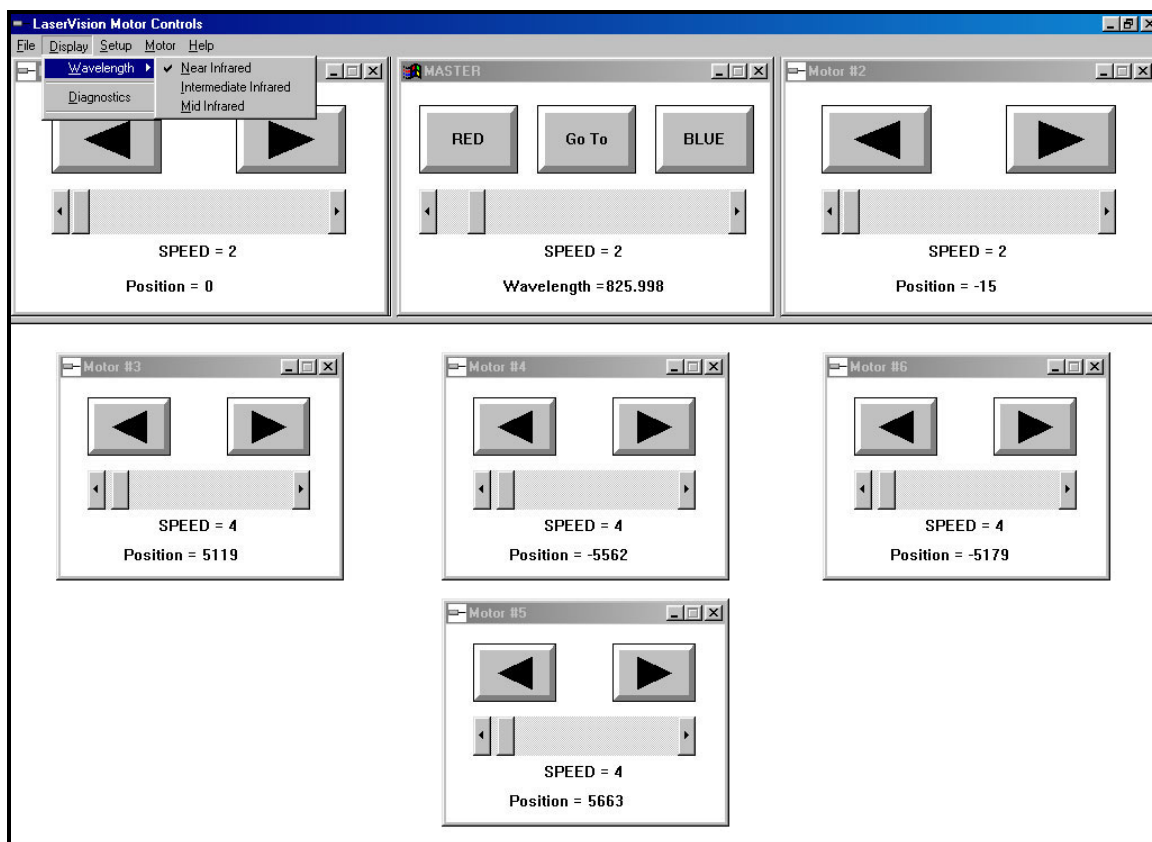 LaserVision Motor Controls
File Display Setup Motor Help
Wavelength
Diagnostics
Near Infrared
Intermediate Infrared
Mid Infrared
SPEED = 2
Position = 0
MASTER
RED Go To BLUE
SPEED = 2
Wavelength =825.998
Motor #2
SPEED = 2
Position = -15
Motor #3
SPEED = 4
Position = 5119
Motor #4
SPEED = 4
Position = -5562
Motor #6
SPEED = 4
Position = -5179
Motor #5
SPEED = 4
Position = 5663